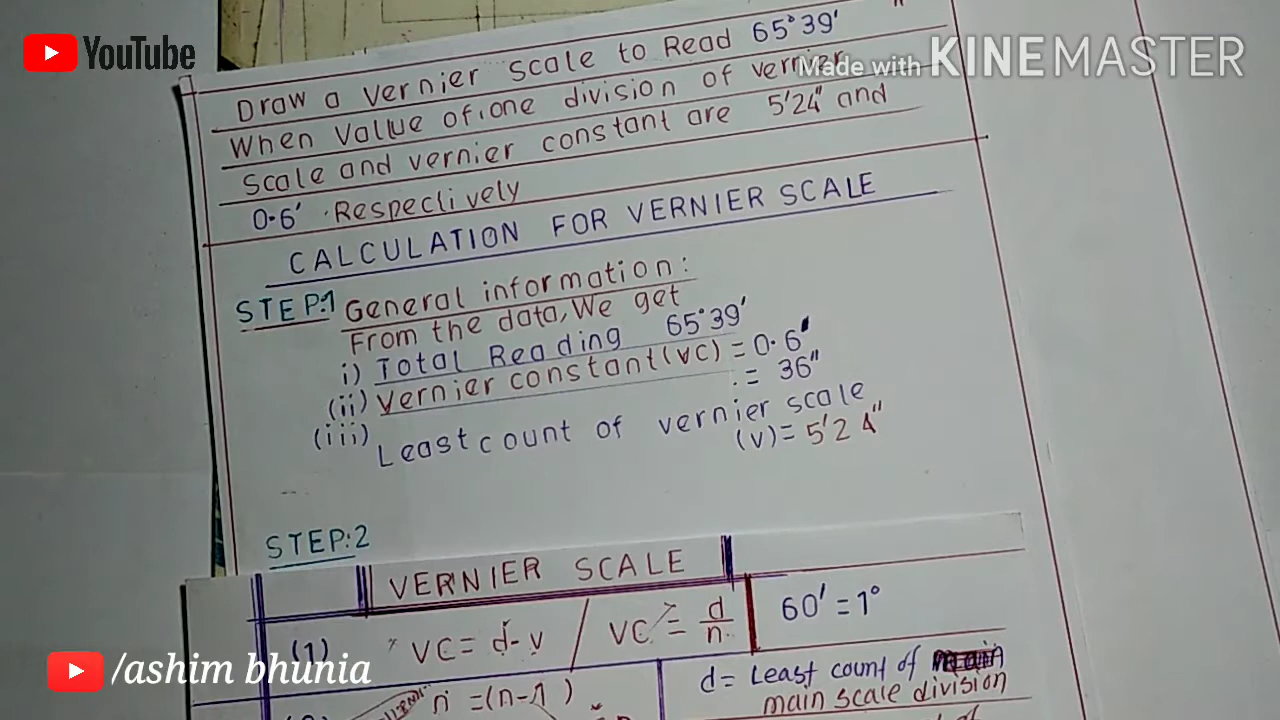 YouTube
Made with KINEMASTER
Draw a vernier scale to Read 65°39' "
When Value of one division of vernier
Scale and vernier constant are 5'24" and
0.6' Respeclively
CALCULATION FOR VERNIER SCALE
STEP:1 General information:
From the data, We get
i) Total Reading 65°39'
(ii) Vernier constant (VC) = 0.6'
= 36"
(iii) Least count of vernier scale
(v) = 5'24"
STEP:2
VERNIER SCALE
(1) VC = d-v / VC = d/n 60' = 1°
n = (n-1)
d = Least count of main
main scale division
/ashim bhunia